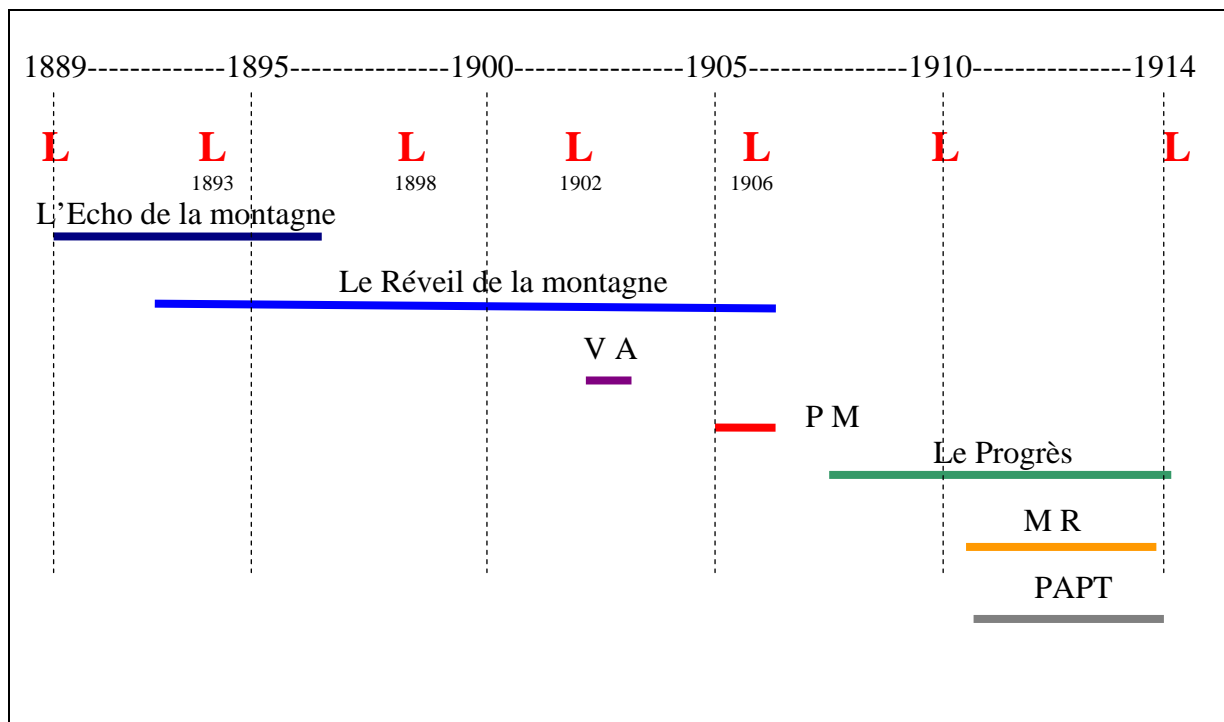 1889-------------1895---------------1900---------------1905---------------1910------------1914
L L L L L L L
1893 1898 1902 1906
L'Echo de la montagne
Le Réveil de la montagne
V A
P M
Le Progrès
M R
PAPT